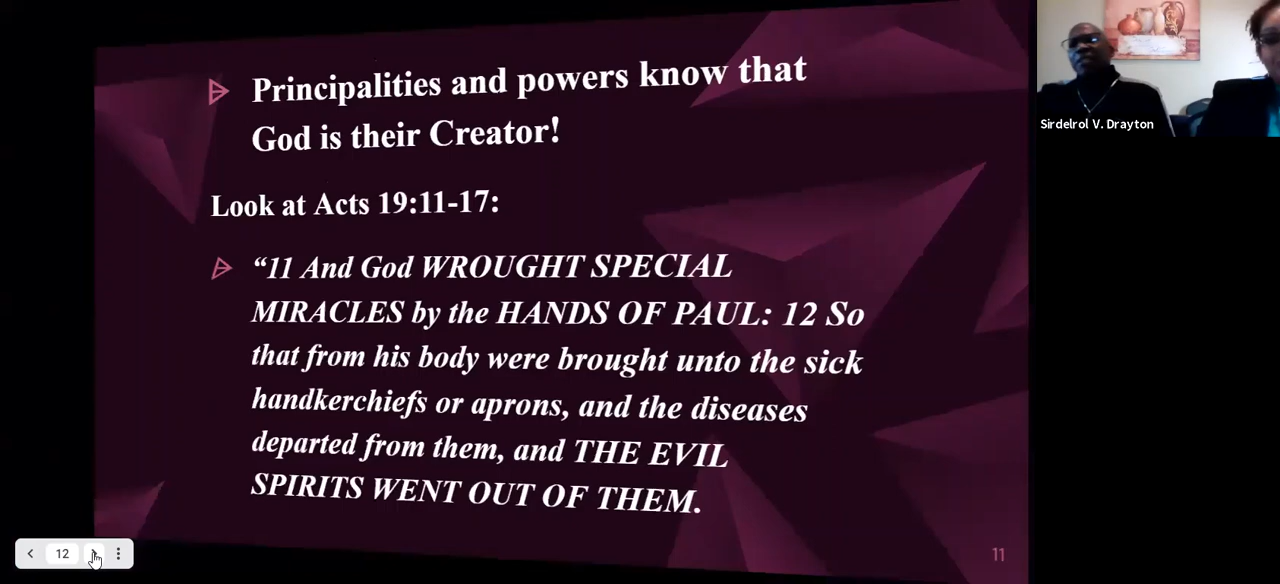 Principalities and powers know that
God is their Creator!
Look at Acts 19:11-17:
“11 And God WROUGHT SPECIAL
MIRACLES by the HANDS OF PAUL: 12 So
that from his body were brought unto the sick
handkerchiefs or aprons, and the diseases
departed from them, and THE EVIL
SPIRITS WENT OUT OF THEM.
11
12
Sirdelrol V. Drayton